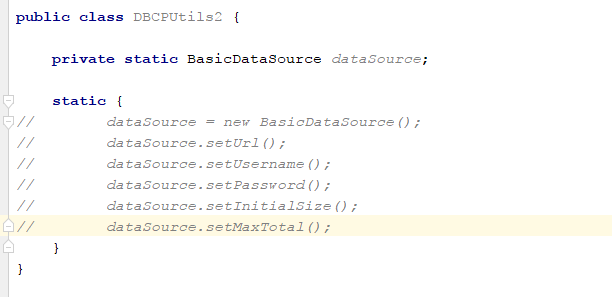 public class DBCPUtils2 {
private static BasicDataSource dataSource;
static {
// dataSource = new BasicDataSource();
// dataSource.setUrl();
// dataSource.setUsername();
// dataSource.setPassword();
// dataSource.setInitialSize();
// dataSource.setMaxTotal();
}
}